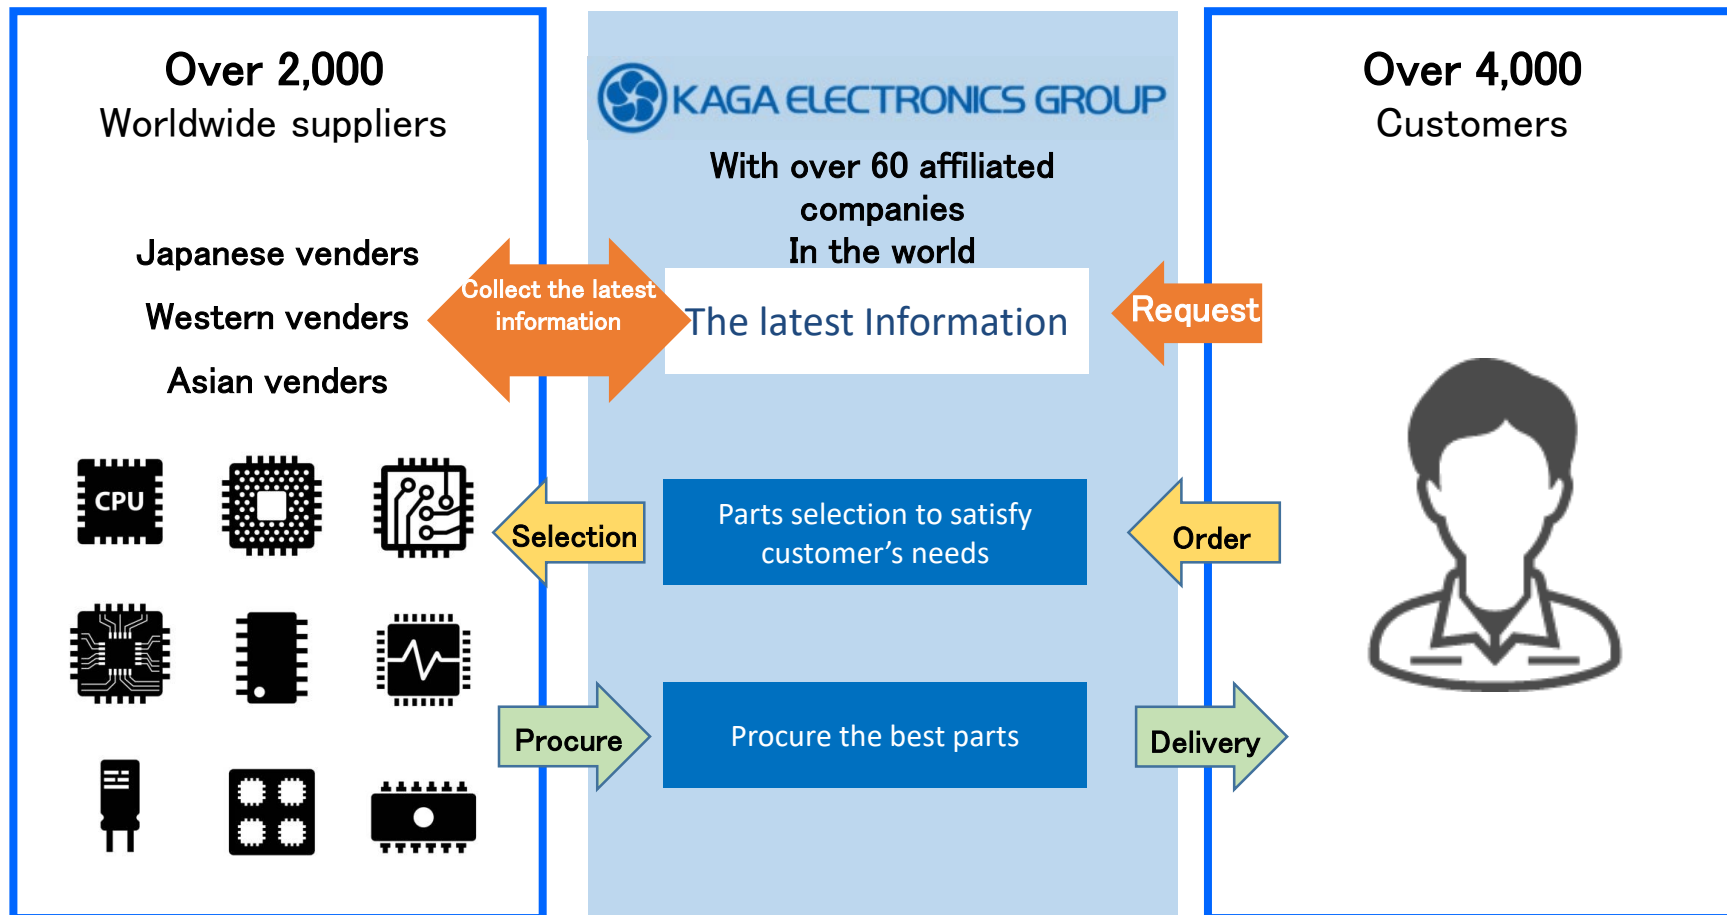 Over 2,000
Worldwide suppliers
Japanese venders
Western venders
Asian venders
CPU
KAGA ELECTRONICS GROUP
With over 60 affiliated
companies
In the world
Collect the latest
information
The latest Information
Request
Selection
Parts selection to satisfy
customer's needs
Order
Procure
Procure the best parts
Delivery
Over 4,000
Customers